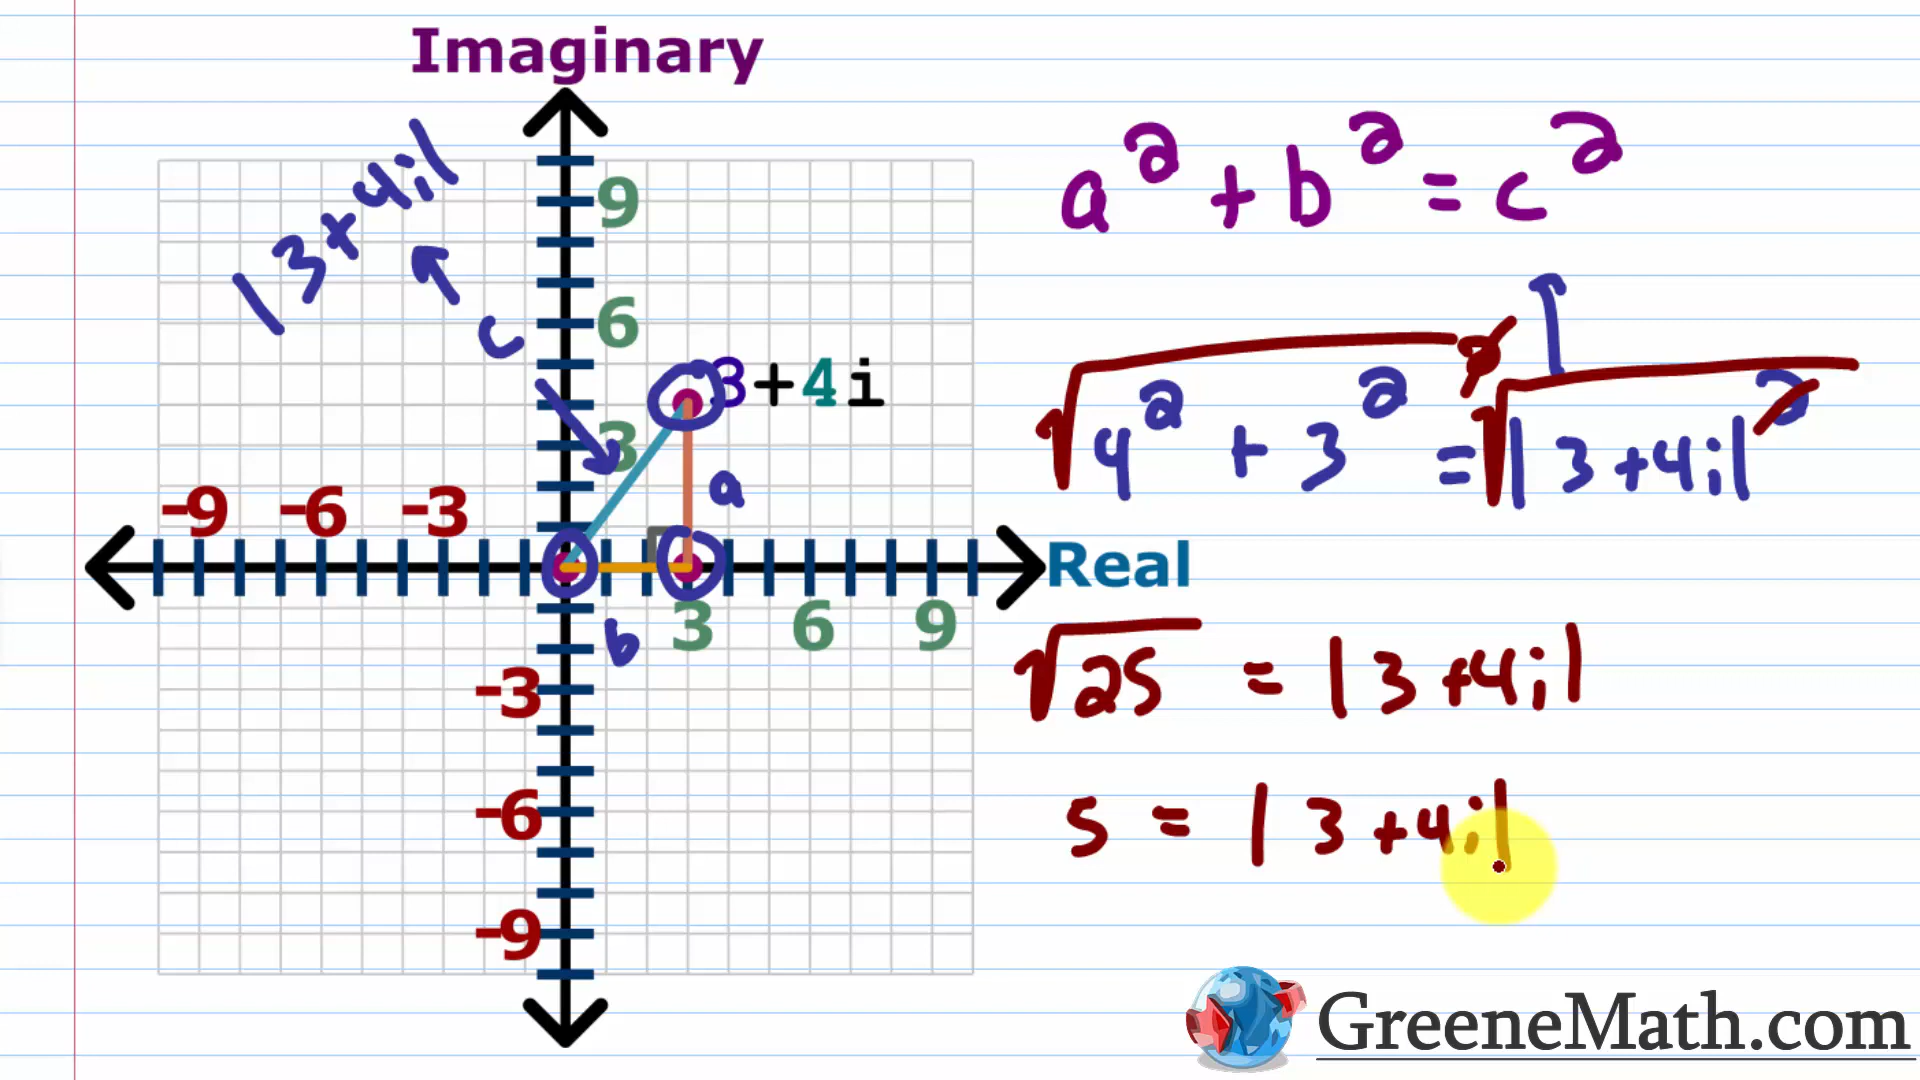 Imaginary
|3+4i|
c
9
6
3
3+4i
a
-9 -6 -3
Real
b
3 6 9
-3
-6
-9
a² + b² = c²
√4² + 3² = √|3+4i|²
√25 = |3+4i|
5 = |3+4i|
GreeneMath.com